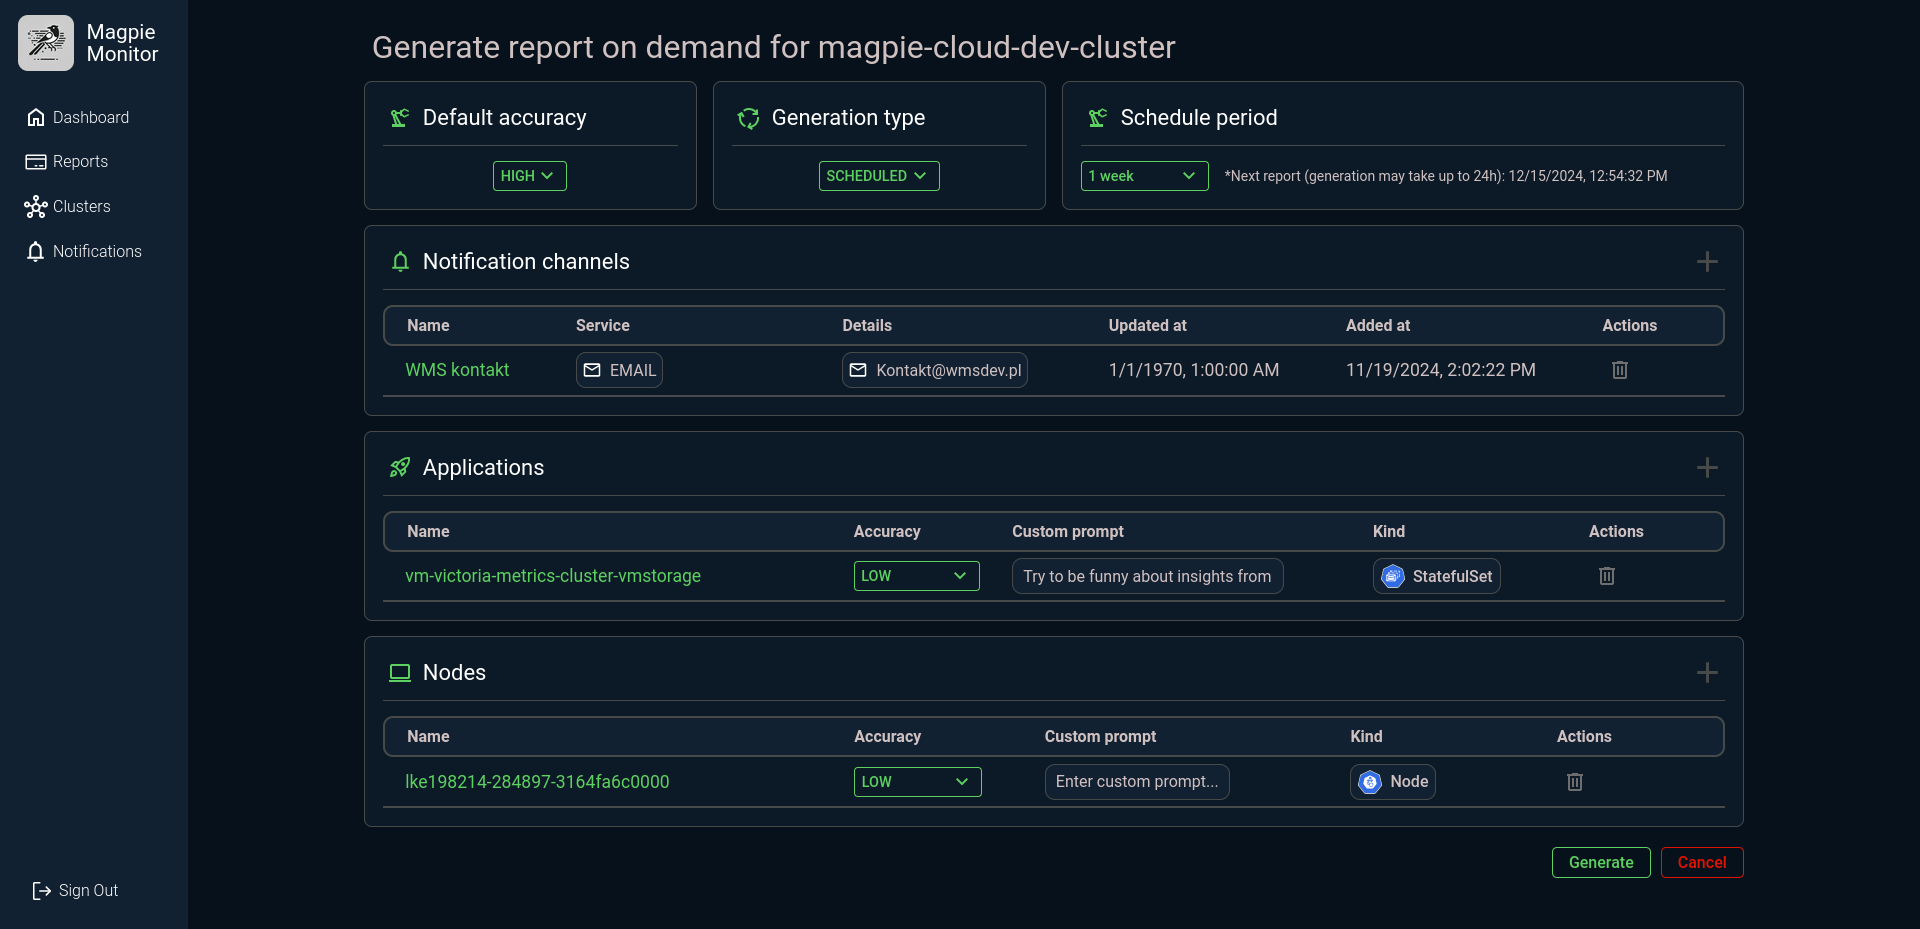 Magpie
Monitor
Dashboard
Reports
Clusters
Notifications
Sign Out
Generate report on demand for magpie-cloud-dev-cluster
Default accuracy
HIGH
Generation type
SCHEDULED
Schedule period
1 week *Next report (generation may take up to 24h): 12/15/2024, 12:54:32 PM
Notification channels
Name Service Details Updated at Added at Actions
WMS kontakt EMAIL Kontakt@wmsdev.pl 1/1/1970, 1:00:00 AM 11/19/2024, 2:02:22 PM
Applications
Name Accuracy Custom prompt Kind Actions
vm-victoria-metrics-cluster-vmstorage LOW Try to be funny about insights from StatefulSet
Nodes
Name Accuracy Custom prompt Kind Actions
lke198214-284897-3164fa6c0000 LOW Enter custom prompt... Node
Generate Cancel